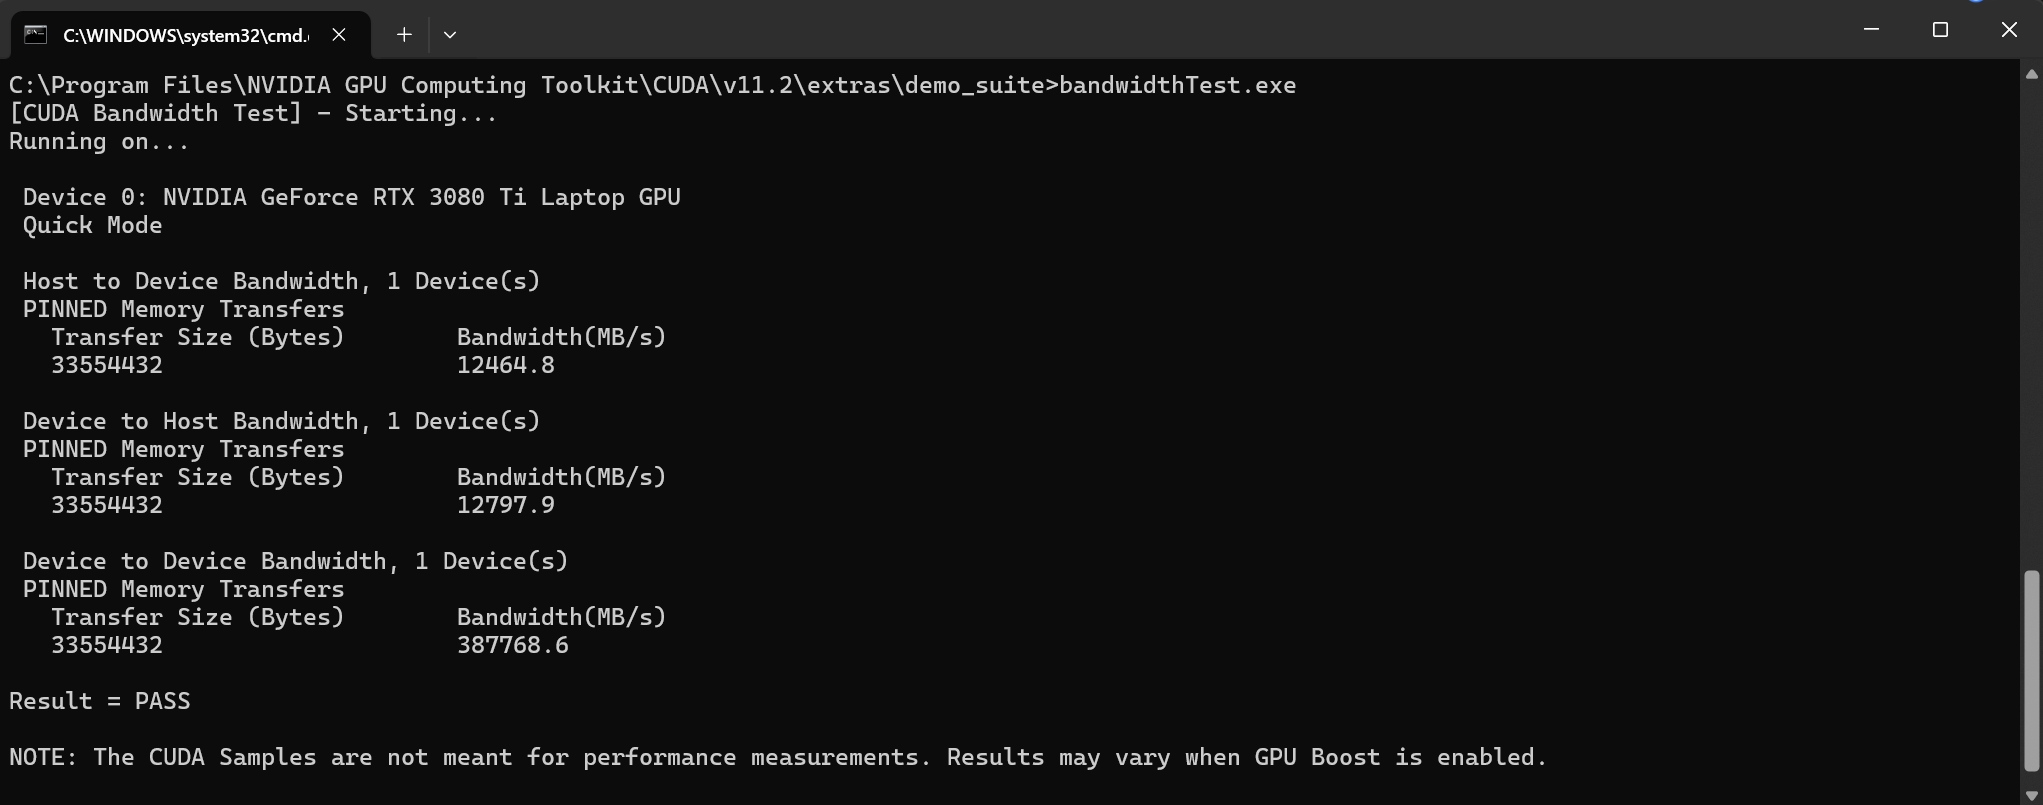 C:\WINDOWS\system32\cmd.
C:\Program Files\NVIDIA GPU Computing Toolkit\CUDA\v11.2\extras\demo_suite>bandwidthTest.exe
[CUDA Bandwidth Test] - Starting...
Running on...
Device 0: NVIDIA GeForce RTX 3080 Ti Laptop GPU
Quick Mode
Host to Device Bandwidth, 1 Device(s)
PINNED Memory Transfers
Transfer Size (Bytes) Bandwidth(MB/s)
33554432 12464.8
Device to Host Bandwidth, 1 Device(s)
PINNED Memory Transfers
Transfer Size (Bytes) Bandwidth(MB/s)
33554432 12797.9
Device to Device Bandwidth, 1 Device(s)
PINNED Memory Transfers
Transfer Size (Bytes) Bandwidth(MB/s)
33554432 387768.6
Result = PASS
NOTE: The CUDA Samples are not meant for performance measurements. Results may vary when GPU Boost is enabled.